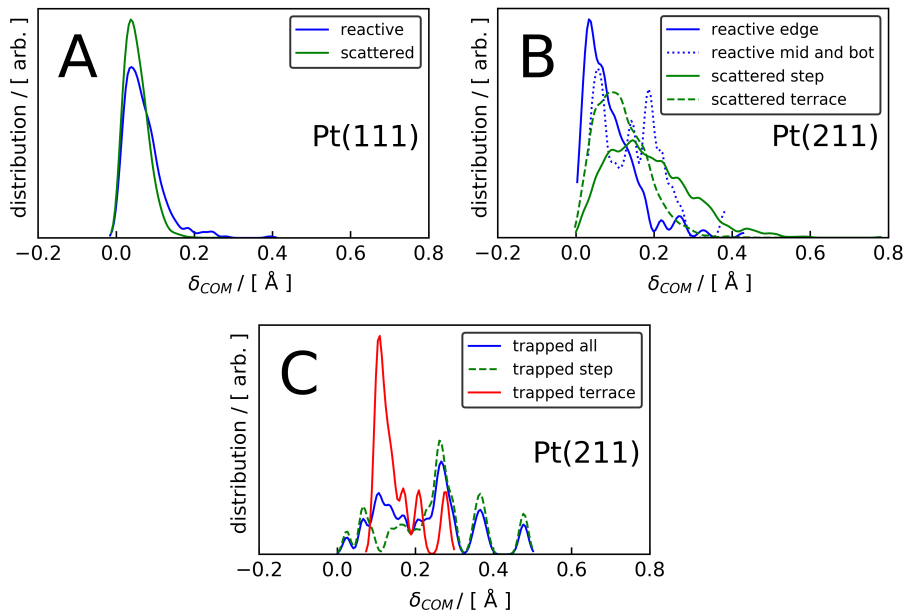 A
reactive
scattered
Pt(111)
distribution / [ arb. ]
−0.2 0.0 0.2 0.4 0.6 0.8
δCOM / [ Å ]
B
reactive edge
reactive mid and bot
scattered step
scattered terrace
Pt(211)
distribution / [ arb. ]
−0.2 0.0 0.2 0.4 0.6 0.8
δCOM / [ Å ]
C
trapped all
trapped step
trapped terrace
Pt(211)
distribution / [ arb. ]
−0.2 0.0 0.2 0.4 0.6 0.8
δCOM / [ Å ]